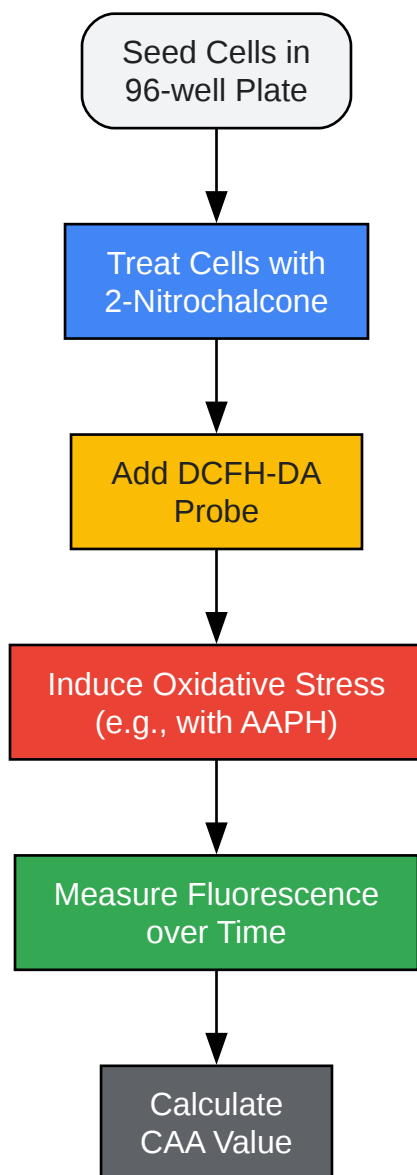 Seed Cells in
96-well Plate
Treat Cells with
2-Nitrochalcone
Add DCFH-DA
Probe
Induce Oxidative Stress
(e.g., with AAPH)
Measure Fluorescence
over Time
Calculate
CAA Value